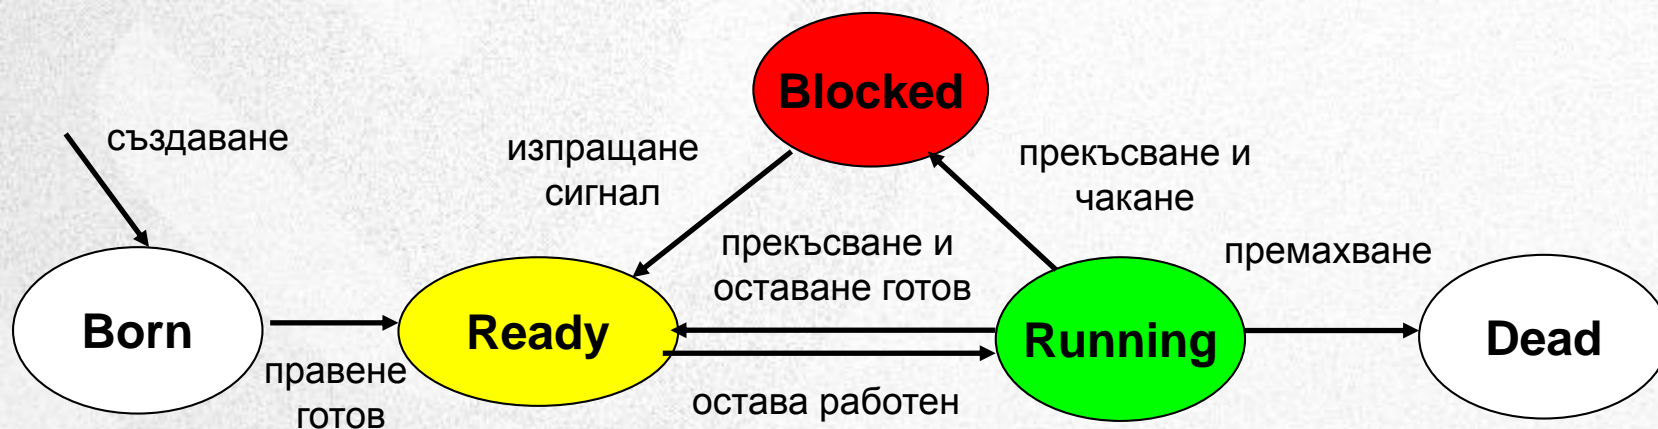 Blocked
създаване
изпращане
сигнал
прекъсване и
чакане
прекъсване и
оставане готов
премахване
Born
Ready
Running
Dead
правене
готов
остава работен